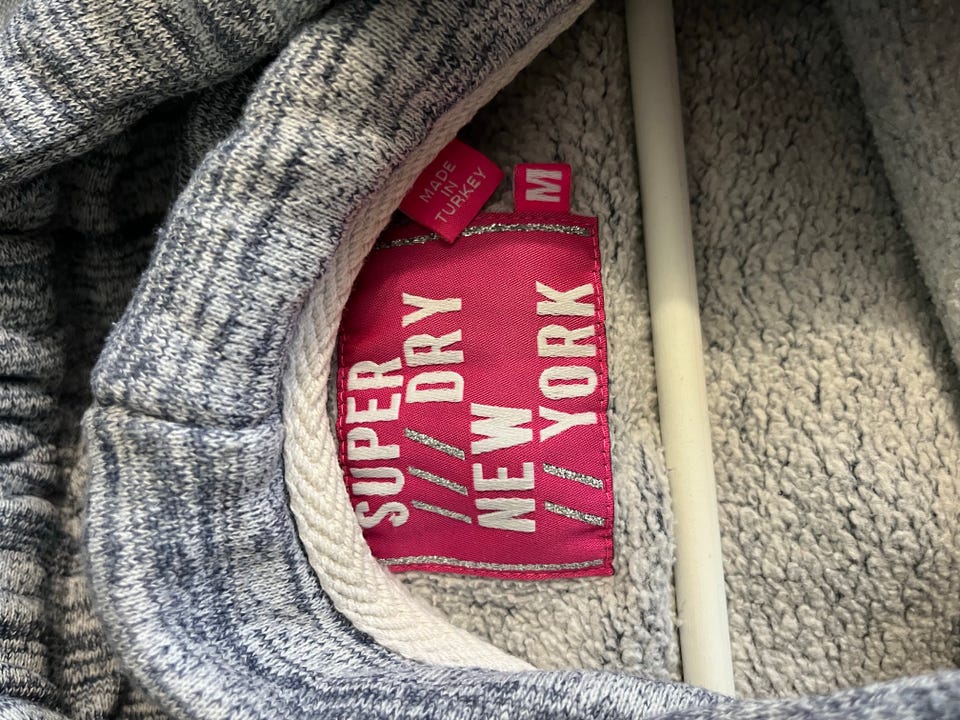 MADE
IN
TURKEY
M
SUPER
/// DRY
NEW
// YORK